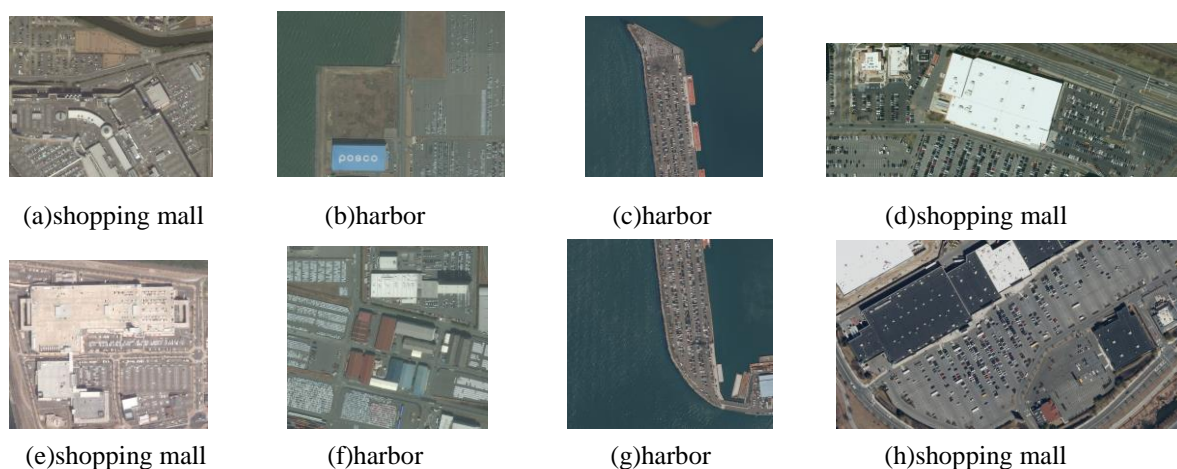 posco
(a)shopping mall
(b)harbor
(c)harbor
(d)shopping mall
(e)shopping mall
(f)harbor
(g)harbor
(h)shopping mall